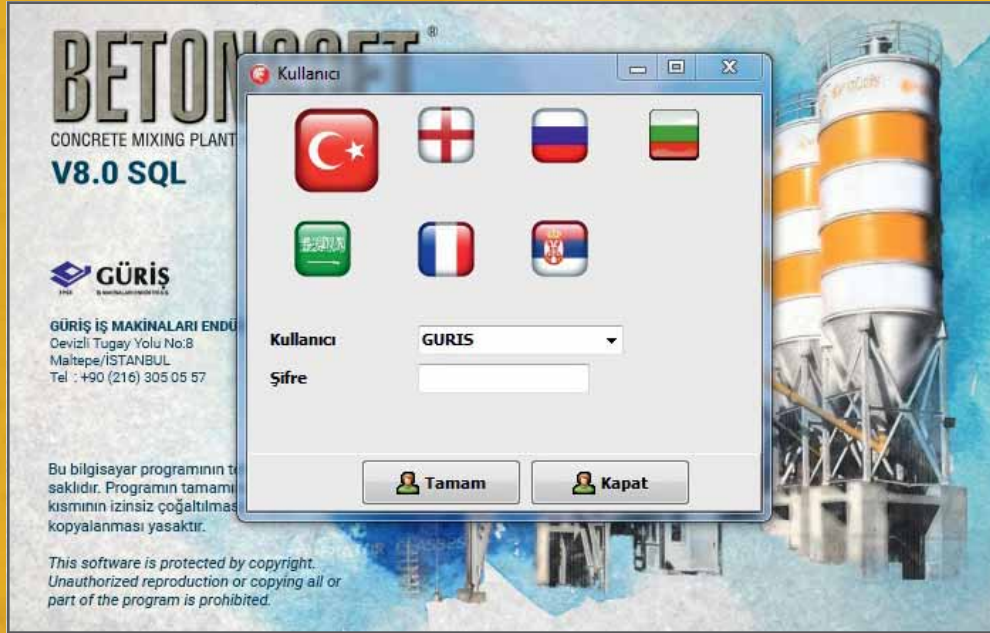 BETONSOFT®
CONCRETE MIXING PLANT
V8.0 SQL
GÜRİŞ
GÜRİŞ İŞ MAKİNALARI ENDÜ
Cevizli Tugay Yolu No:8
Maltepe/İSTANBUL
Tel : +90 (216) 305 05 57
Bu bilgisayar programının
saklıdır. Programın tamamı
kısmının izinsiz çoğaltılmas
kopyalanması yasaktır.
This software is protected by copyright.
Unauthorized reproduction or copying all or
part of the program is prohibited.
Kullanıcı
Kullanıcı
GURIS
Şifre
Tamam
Kapat